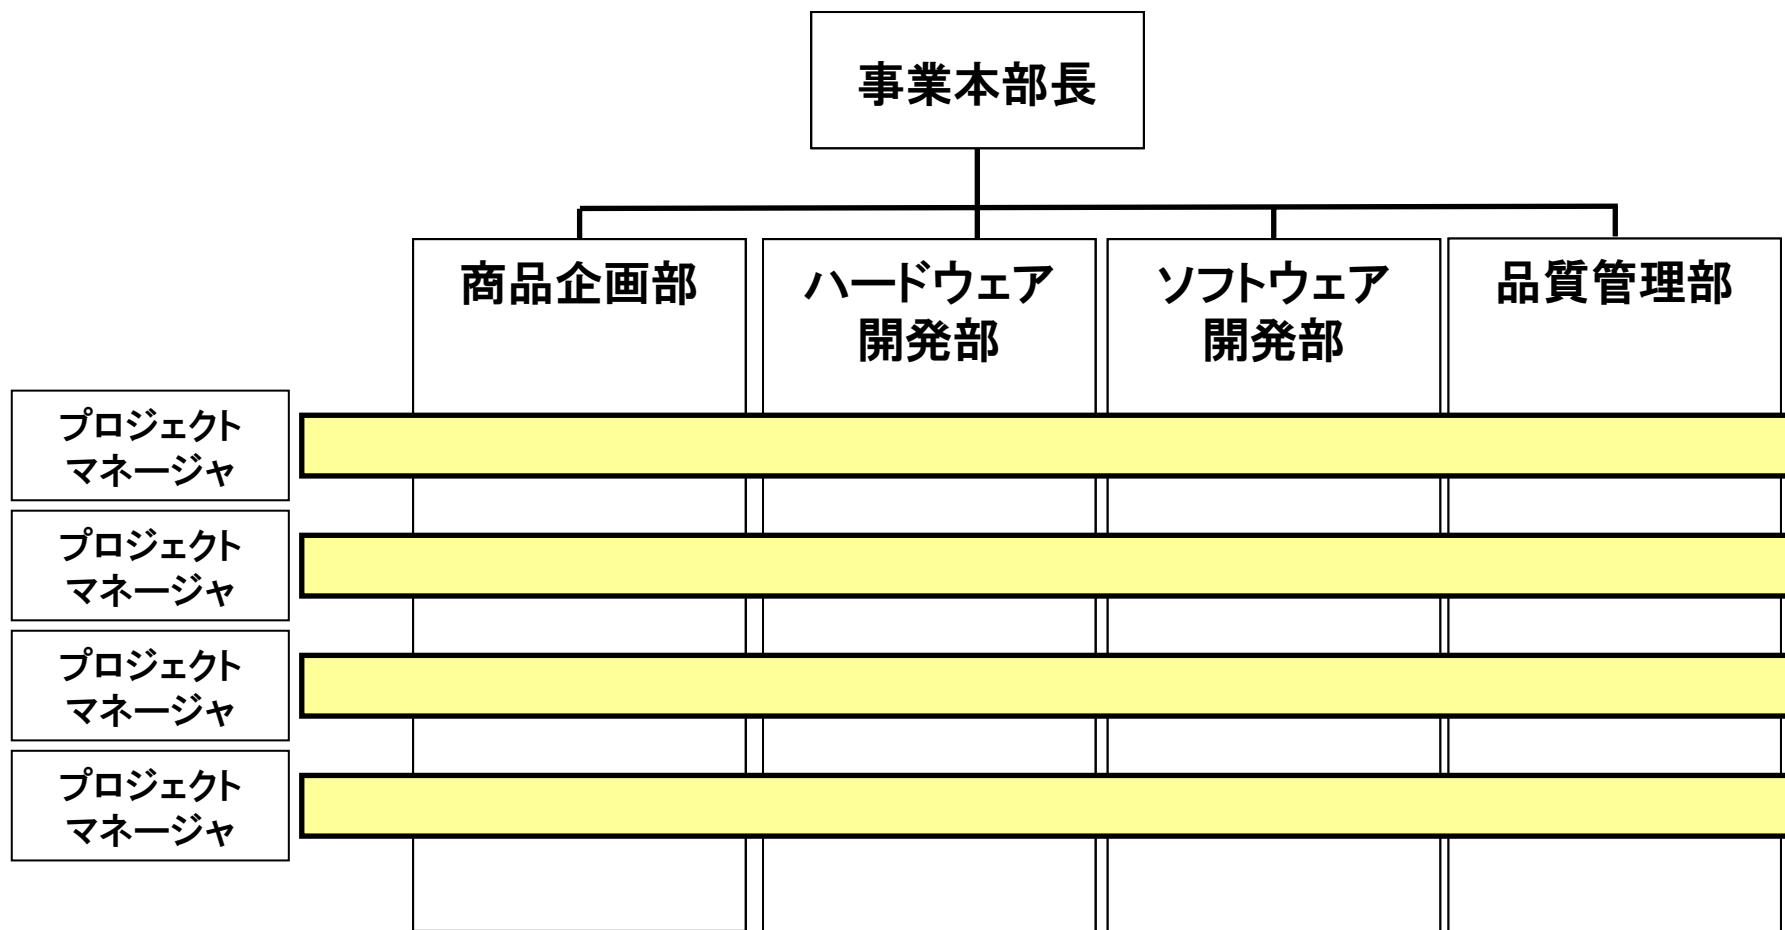 事業本部長
商品企画部
ハードウェア
開発部
ソフトウェア
開発部
品質管理部
プロジェクト
マネージャ
プロジェクト
マネージャ
プロジェクト
マネージャ
プロジェクト
マネージャ